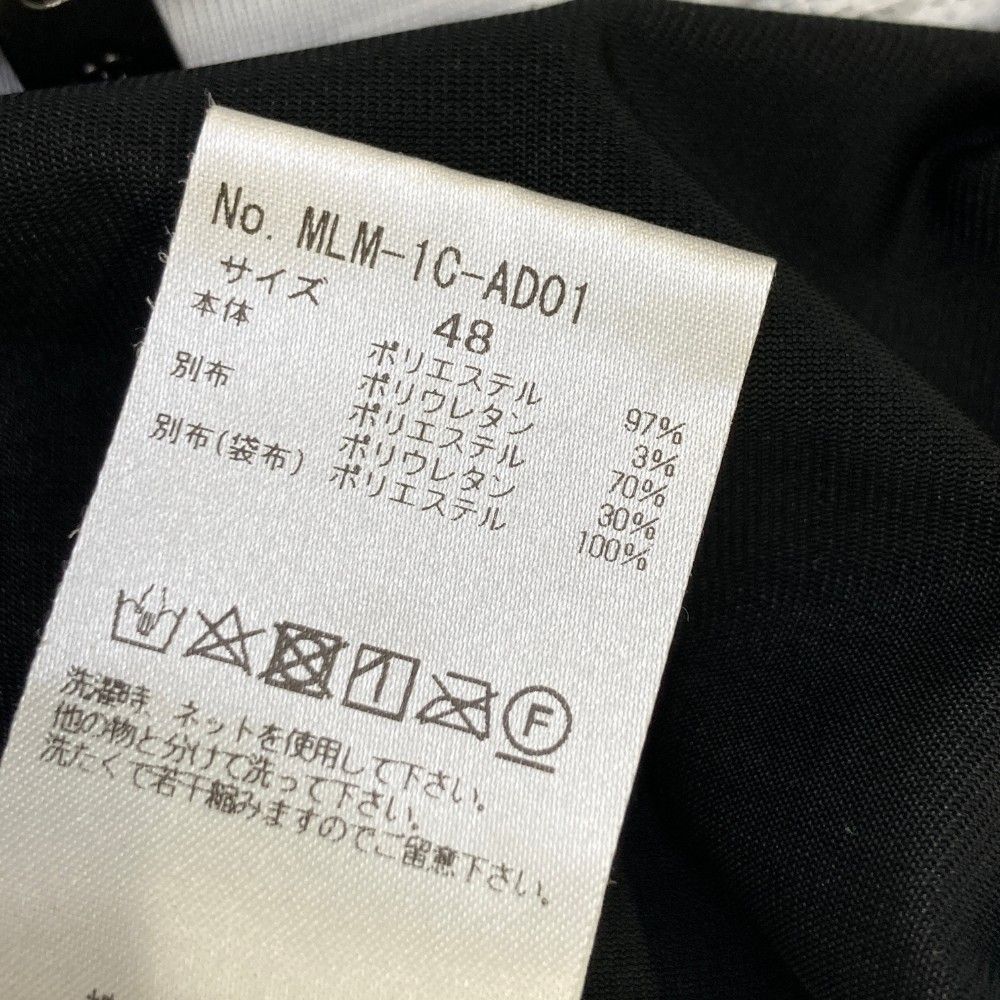 No. MLM-1C-AD01
サイズ 48
本体 ポリエステル 97%
ポリウレタン 3%
別布 ポリエステル 70%
ポリウレタン 30%
別布(袋布) ポリエステル 100%
F
洗濯時、ネットを使用して下さい。
他の物と分けて洗って下さい。
洗たくで若干縮みますのでご留意下さい。